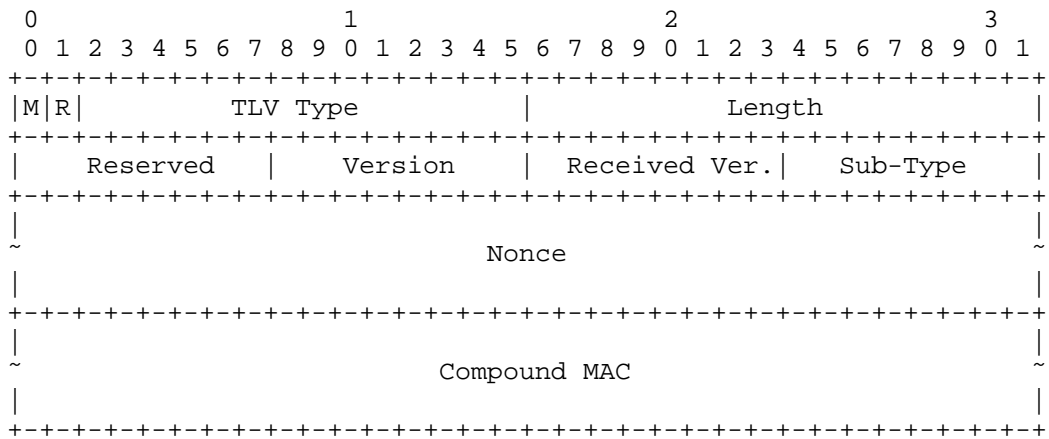 0                   1                   2                   3
 0 1 2 3 4 5 6 7 8 9 0 1 2 3 4 5 6 7 8 9 0 1 2 3 4 5 6 7 8 9 0 1
+-+-+-+-+-+-+-+-+-+-+-+-+-+-+-+-+-+-+-+-+-+-+-+-+-+-+-+-+-+-+-+-+
|M|R|         TLV Type          |            Length             |
+-+-+-+-+-+-+-+-+-+-+-+-+-+-+-+-+-+-+-+-+-+-+-+-+-+-+-+-+-+-+-+-+
|    Reserved   |    Version    |  Received Ver.|   Sub-Type    |
+-+-+-+-+-+-+-+-+-+-+-+-+-+-+-+-+-+-+-+-+-+-+-+-+-+-+-+-+-+-+-+-+
|                                                               |
~                             Nonce                             ~
|                                                               |
+-+-+-+-+-+-+-+-+-+-+-+-+-+-+-+-+-+-+-+-+-+-+-+-+-+-+-+-+-+-+-+-+
|                                                               |
~                          Compound MAC                         ~
|                                                               |
+-+-+-+-+-+-+-+-+-+-+-+-+-+-+-+-+-+-+-+-+-+-+-+-+-+-+-+-+-+-+-+-+